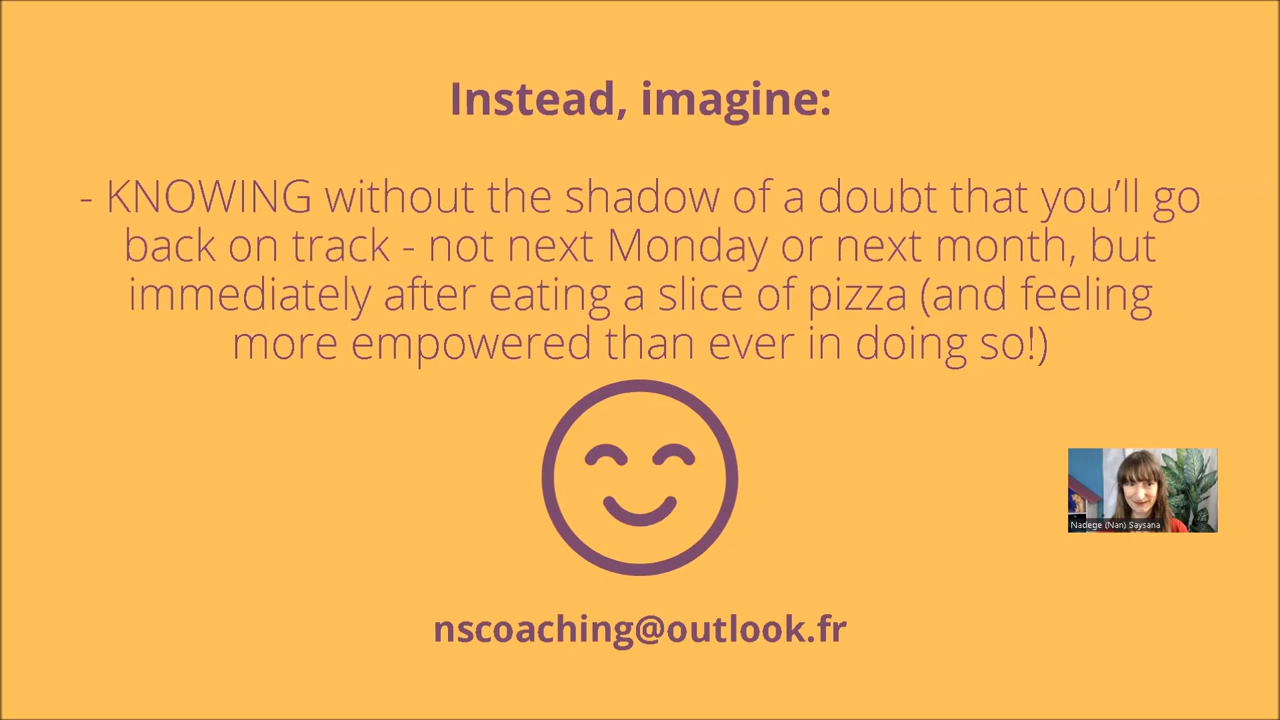 Instead, imagine:
- KNOWING without the shadow of a doubt that you’ll go
back on track - not next Monday or next month, but
immediately after eating a slice of pizza (and feeling
more empowered than ever in doing so!)
Nadege (Nan) Saysana
nscoaching@outlook.fr